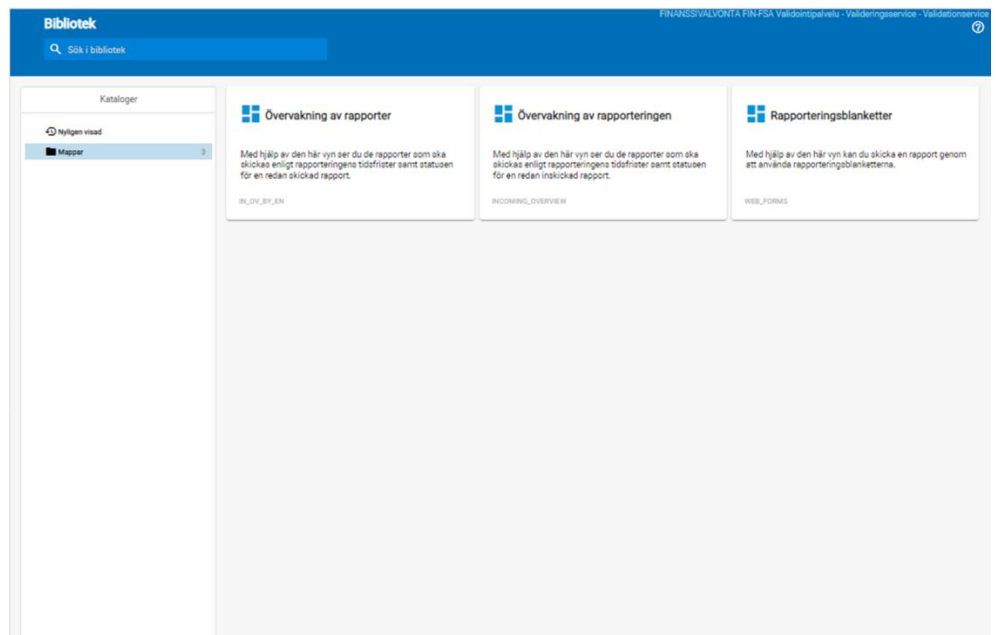 FINANSSIVALVONTA FIN-FSA Validointipalvelu - Valideringsservice - Validationservice
Bibliotek
Sök i bibliotek
Kataloger
Nyligen visad
Mappar 3
Övervakning av rapporter
Med hjälp av den här vyn ser du de rapporter som ska
skickas enligt rapporteringens tidsfrister samt statusen
för en redan skickad rapport.
IN_OV_BY_EN
Övervakning av rapporteringen
Med hjälp av den här vyn ser du de rapporter som ska
skickas enligt rapporteringens tidsfrister samt statusen
för en redan inskickad rapport.
INCOMING_OVERVIEW
Rapporteringsblanketter
Med hjälp av den här vyn kan du skicka en rapport genom
att använda rapporteringsblanketterna.
WEB_FORMS